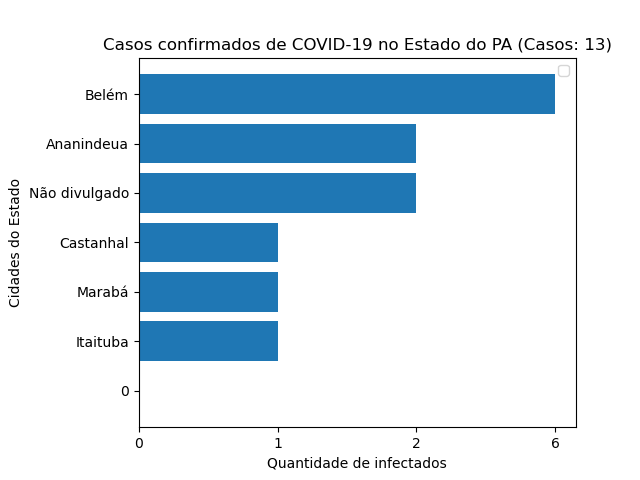 Casos confirmados de COVID-19 no Estado do PA (Casos: 13)
Belém
Ananindeua
Não divulgado
Castanhal
Marabá
Itaituba
0
Cidades do Estado
0 1 2 6
Quantidade de infectados